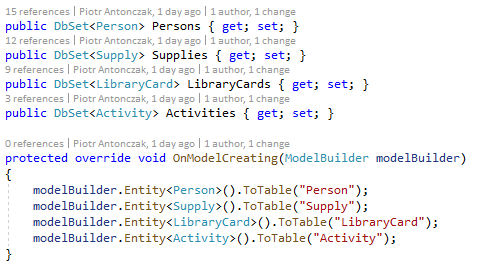 15 references | Piotr Antonczak, 1 day ago | 1 author, 1 change
public DbSet<Person> Persons { get; set; }
12 references | Piotr Antonczak, 1 day ago | 1 author, 1 change
public DbSet<Supply> Supplies { get; set; }
9 references | Piotr Antonczak, 1 day ago | 1 author, 1 change
public DbSet<LibraryCard> LibraryCards { get; set; }
3 references | Piotr Antonczak, 1 day ago | 1 author, 1 change
public DbSet<Activity> Activities { get; set; }
0 references | Piotr Antonczak, 1 day ago | 1 author, 1 change
protected override void OnModelCreating(ModelBuilder modelBuilder)
{
modelBuilder.Entity<Person>().ToTable("Person");
modelBuilder.Entity<Supply>().ToTable("Supply");
modelBuilder.Entity<LibraryCard>().ToTable("LibraryCard");
modelBuilder.Entity<Activity>().ToTable("Activity");
}